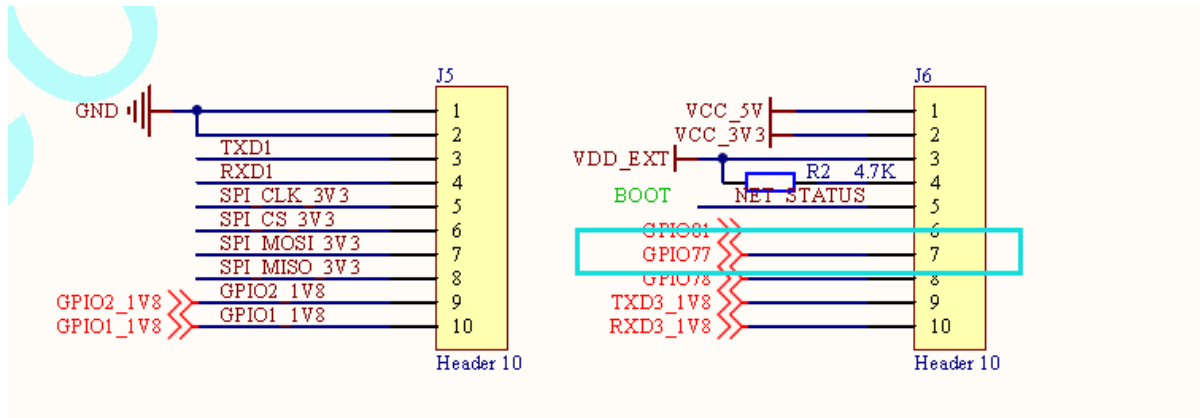 J5
GND
1
2
TXD1
3
RXD1
4
SPI_CLK_3V3
5
SPI_CS_3V3
6
SPI_MOSI_3V3
7
SPI_MISO_3V3
8
GPIO2_1V8
GPIO2_1V8
9
GPIO1_1V8
GPIO1_1V8
10
Header 10
J6
VCC_5V
1
VCC_3V3
2
VDD_EXT
3
R2 4.7K
4
BOOT
NET_STATUS
5
GPIO81
6
GPIO77
7
GPIO78
8
TXD3_1V8
9
RXD3_1V8
10
Header 10